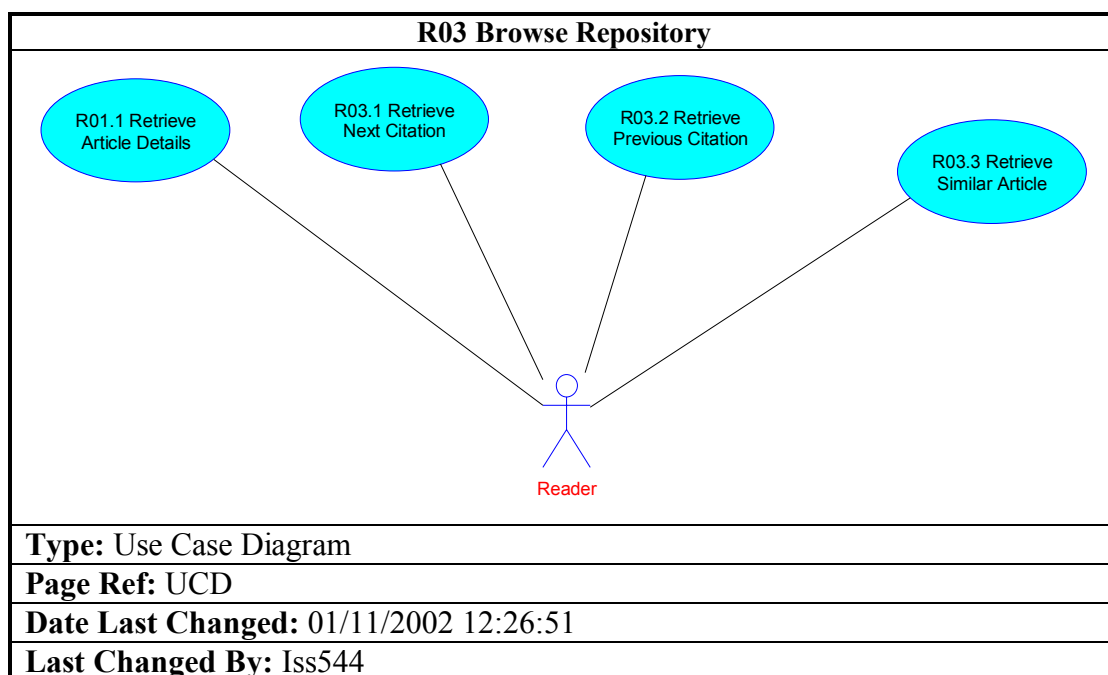 R03 Browse Repository
R01.1 Retrieve
Article Details
R03.1 Retrieve
Next Citation
R03.2 Retrieve
Previous Citation
R03.3 Retrieve
Similar Article
Reader
Type: Use Case Diagram
Page Ref: UCD
Date Last Changed: 01/11/2002 12:26:51
Last Changed By: Iss544